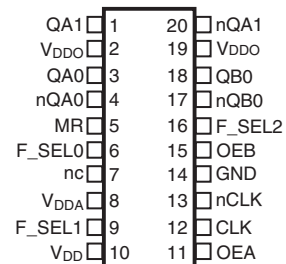 QA1 1 20 nQA1
VDDO 2 19 VDDO
QA0 3 18 QB0
nQA0 4 17 nQB0
MR 5 16 F_SEL2
F_SEL0 6 15 OEB
nc 7 14 GND
VDDA 8 13 nCLK
F_SEL1 9 12 CLK
VDD 10 11 OEA